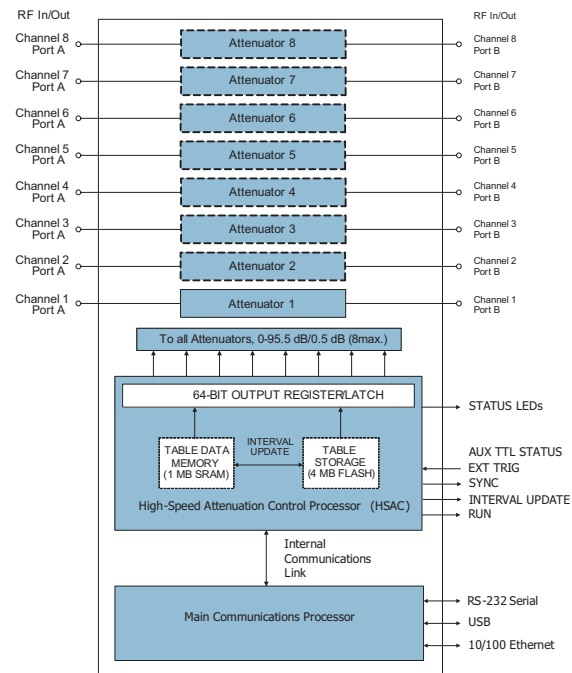 RF In/Out
RF In/Out
Channel 8
Port A
Attenuator 8
Channel 8
Port B
Channel 7
Port A
Attenuator 7
Channel 7
Port B
Channel 6
Port A
Attenuator 6
Channel 6
Port B
Channel 5
Port A
Attenuator 5
Channel 5
Port B
Channel 4
Port A
Attenuator 4
Channel 4
Port B
Channel 3
Port A
Attenuator 3
Channel 3
Port B
Channel 2
Port A
Attenuator 2
Channel 2
Port B
Channel 1
Port A
Attenuator 1
Channel 1
Port B
To all Attenuators, 0-95.5 dB/0.5 dB (8max.)
64-BIT OUTPUT REGISTER/LATCH
STATUS LEDs
TABLE DATA
MEMORY
(1 MB SRAM)
INTERVAL
UPDATE
TABLE
STORAGE
(4 MB FLASH)
High-Speed Attenuation Control Processor (HSAC)
AUX TTL STATUS
EXT TRIG
SYNC
INTERVAL UPDATE
RUN
Internal
Communications
Link
Main Communications Processor
RS-232 Serial
USB
10/100 Ethernet